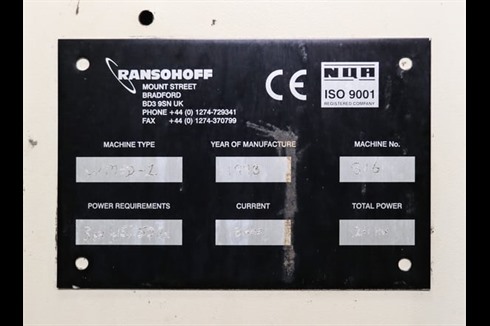 RANSOHOFF
MOUNT STREET
BRADFORD
BD3 9SN UK
PHONE +44 (0) 1274-729341
FAX +44 (0) 1274-370799
CE
NQA
ISO 9001
REGISTERED COMPANY
MACHINE TYPE
YEAR OF MANUFACTURE
MACHINE No.
POWER REQUIREMENTS
CURRENT
TOTAL POWER